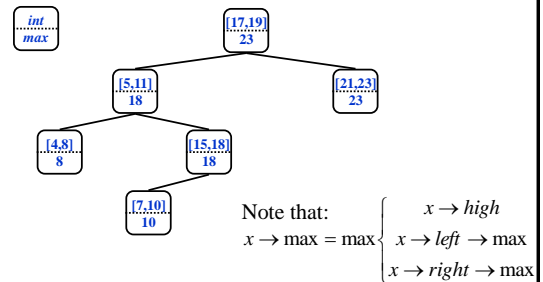 int
max
[17,19]
23
[5,11]
18
[21,23]
23
[4,8]
8
[15,18]
18
[7,10]
10
Note that:
x → high
x → max = max { x → left → max
x → right → max